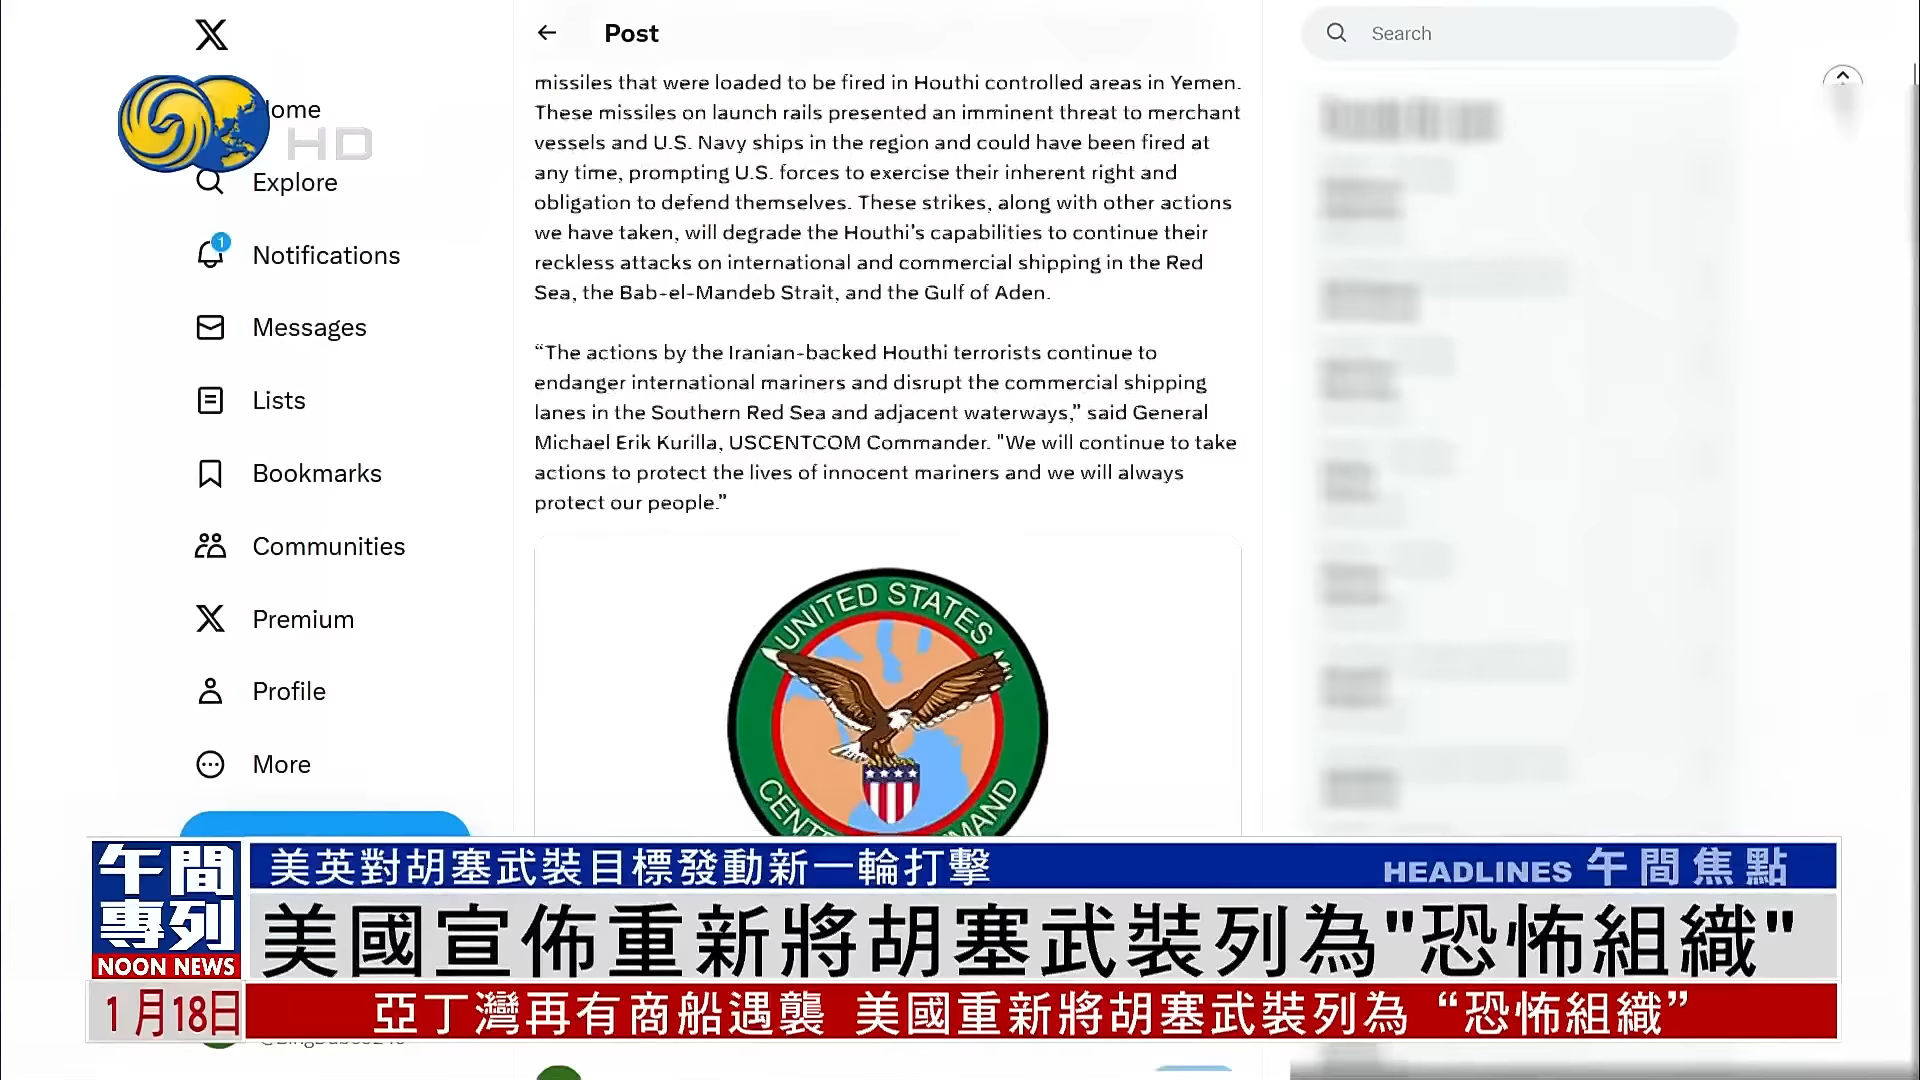 Post
Search
Home
HD
Explore
1
Notifications
Messages
Lists
Bookmarks
Communities
Premium
Profile
More
missiles that were loaded to be fired in Houthi controlled areas in Yemen.
These missiles on launch rails presented an imminent threat to merchant
vessels and U.S. Navy ships in the region and could have been fired at
any time, prompting U.S. forces to exercise their inherent right and
obligation to defend themselves. These strikes, along with other actions
we have taken, will degrade the Houthi's capabilities to continue their
reckless attacks on international and commercial shipping in the Red
Sea, the Bab-el-Mandeb Strait, and the Gulf of Aden.
“The actions by the Iranian-backed Houthi terrorists continue to
endanger international mariners and disrupt the commercial shipping
lanes in the Southern Red Sea and adjacent waterways,” said General
Michael Erik Kurilla, USCENTCOM Commander. "We will continue to take
actions to protect the lives of innocent mariners and we will always
protect our people.”
UNITED STATES
午間
專列
NOON NEWS
美英對胡塞武裝目標發動新一輪打擊
HEADLINES 午間焦點
美國宣佈重新將胡塞武裝列為"恐怖組織"
1月18日
亞丁灣再有商船遇襲 美國重新將胡塞武裝列為“恐怖組織”